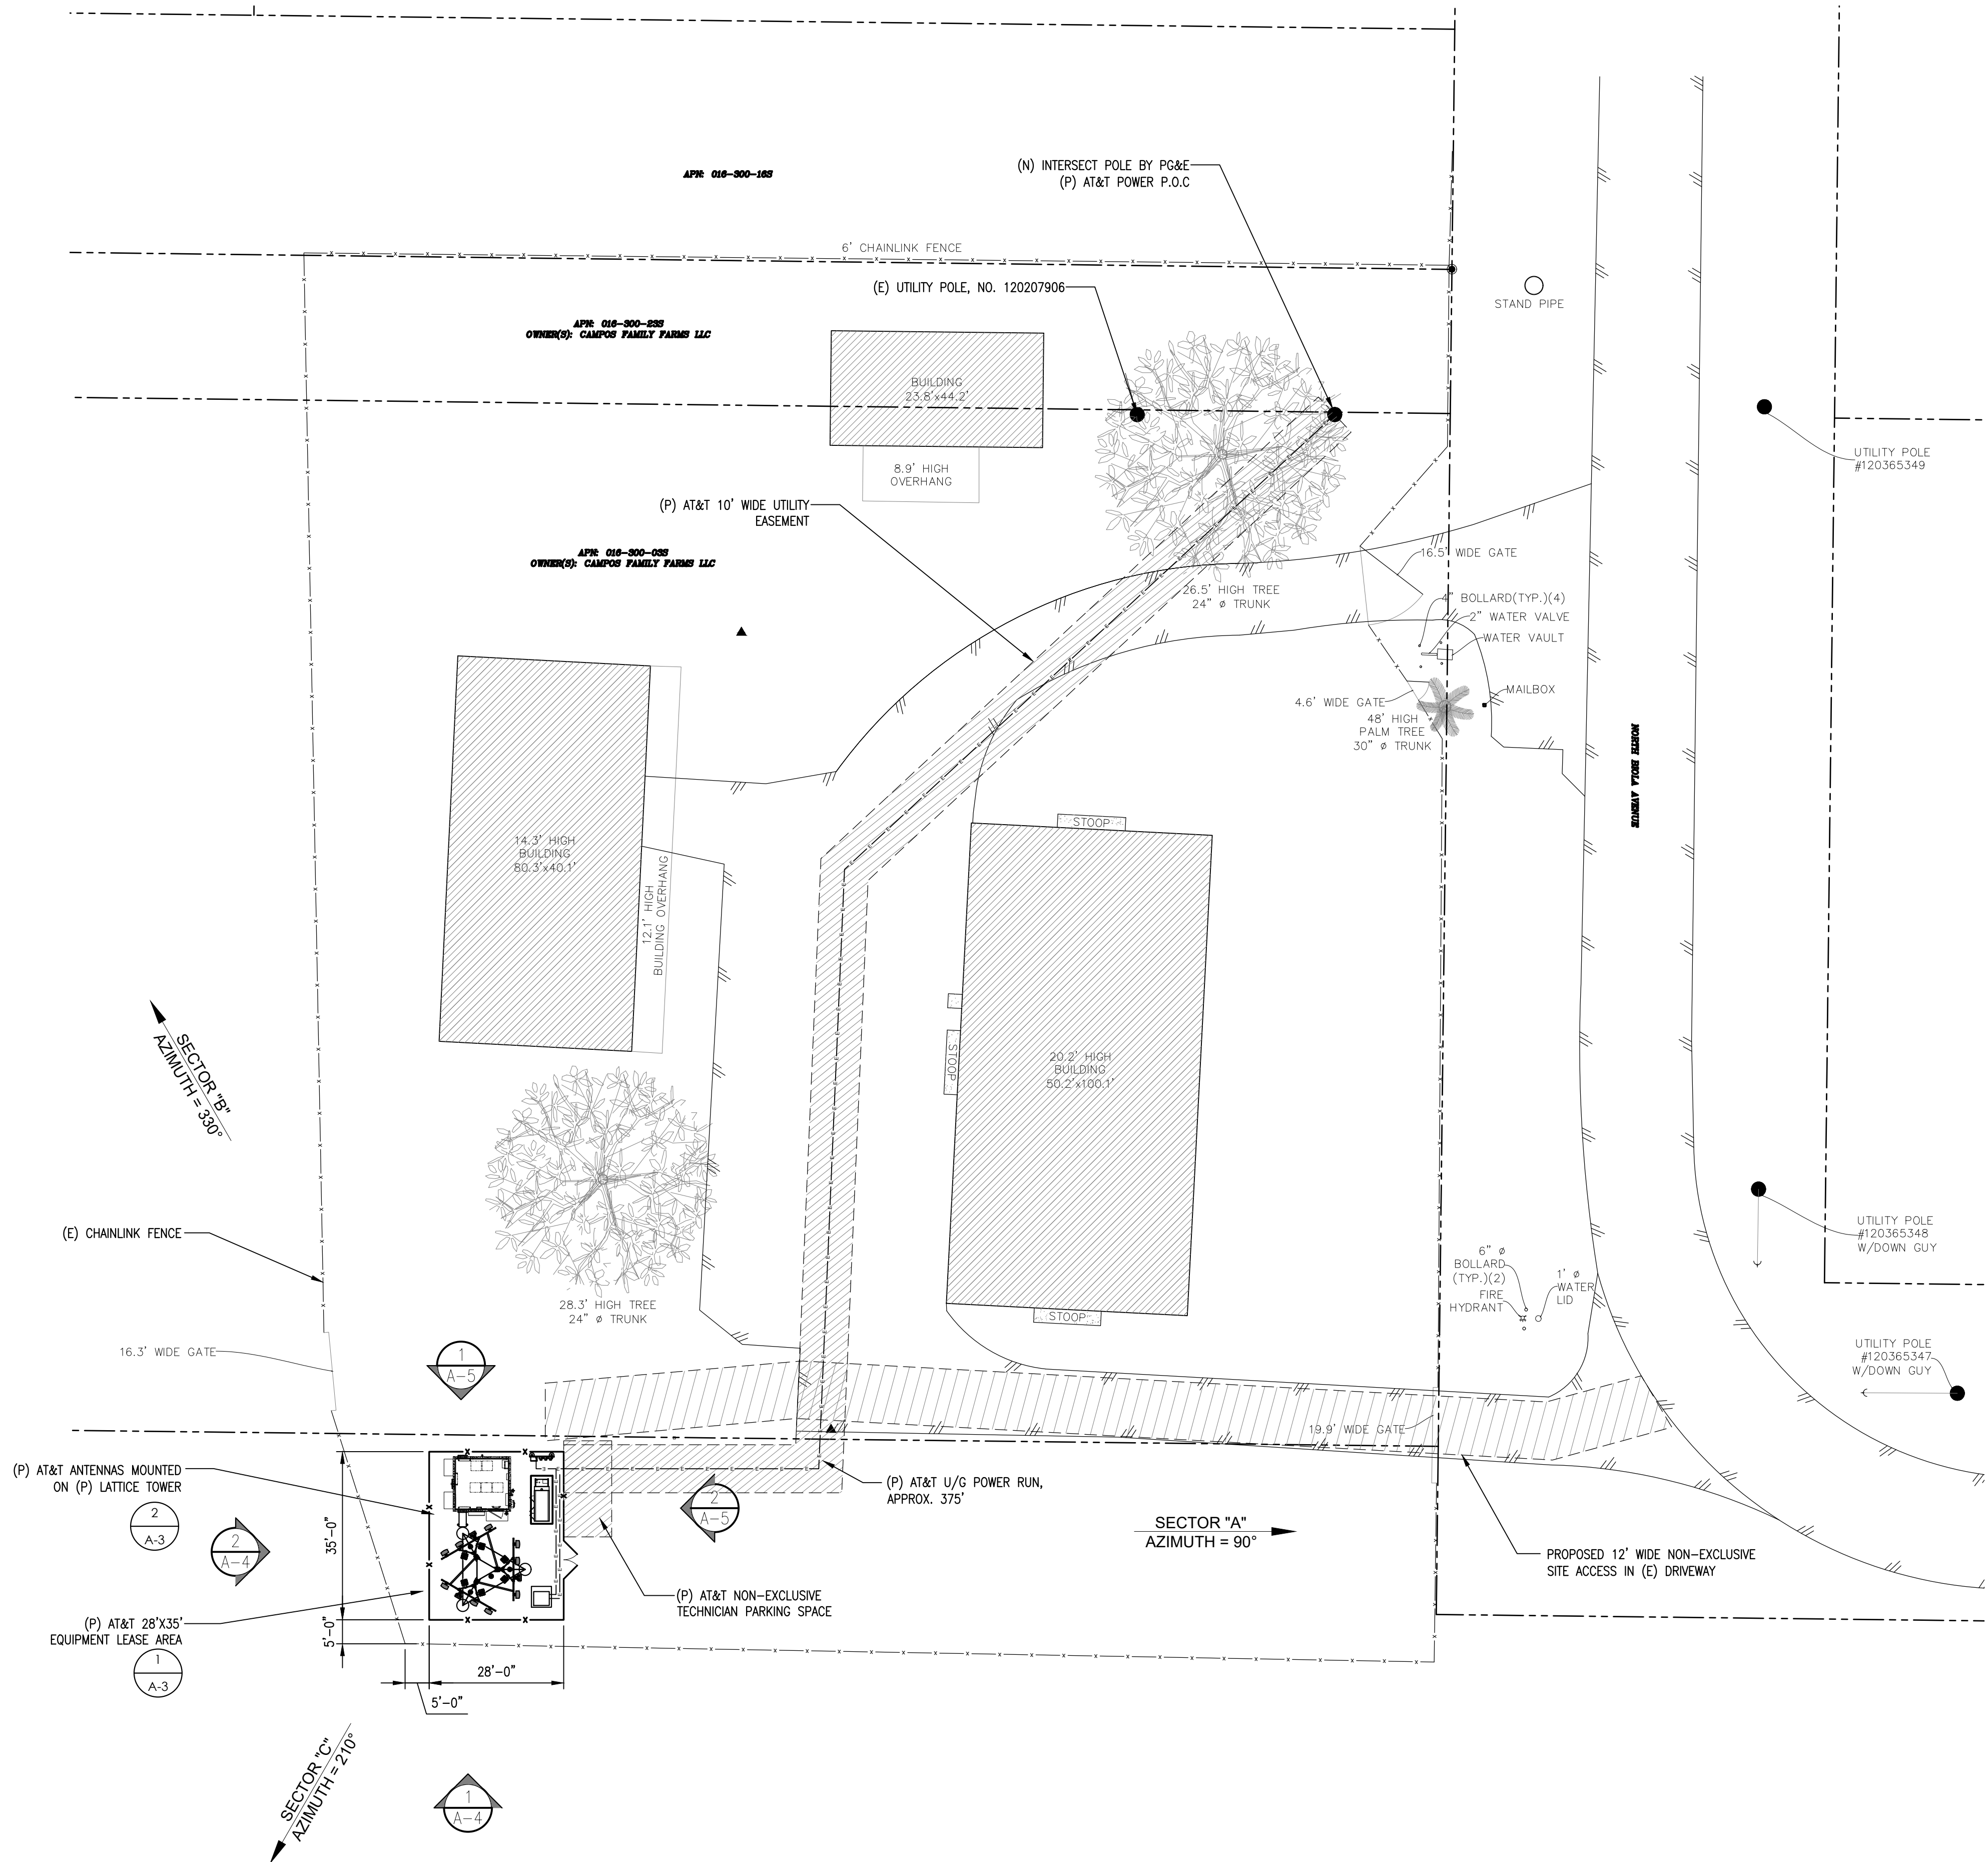 APN: 016-300-16S
(N) INTERSECT POLE BY PG&E
(P) AT&T POWER P.O.C
6' CHAINLINK FENCE
(E) UTILITY POLE, NO. 120207906
STAND PIPE
APN: 016-300-23S
OWNER(S): CAMPOS FAMILY FARMS LLC
BUILDING
23.8'x44.2'
8.9' HIGH
OVERHANG
UTILITY POLE
#120365349
(P) AT&T 10' WIDE UTILITY
EASEMENT
APN: 016-300-03S
OWNER(S): CAMPOS FAMILY FARMS LLC
16.5' WIDE GATE
26.5' HIGH TREE
24" ø TRUNK
4" BOLLARD(TYP.)(4)
2" WATER VALVE
WATER VAULT
4.6' WIDE GATE
MAILBOX
48' HIGH
PALM TREE
30" ø TRUNK
NORTH BIOLA AVENUE
14.3' HIGH
BUILDING
80.3'x40.1'
12.1' HIGH
BUILDING OVERHANG
STOOP
STOOP
20.2' HIGH
BUILDING
50.2'x100.1'
STOOP
SECTOR "B"
AZIMUTH = 330°
(E) CHAINLINK FENCE
28.3' HIGH TREE
24" ø TRUNK
6" ø
BOLLARD
(TYP.)(2)
FIRE
HYDRANT
1' ø
WATER
LID
UTILITY POLE
#120365348
W/DOWN GUY
16.3' WIDE GATE
1
A-5
UTILITY POLE
#120365347
W/DOWN GUY
19.9' WIDE GATE
(P) AT&T ANTENNAS MOUNTED
ON (P) LATTICE TOWER
2
A-3
2
A-4
35'-0"
5'-0"
(P) AT&T U/G POWER RUN,
APPROX. 375'
2
A-5
SECTOR "A"
AZIMUTH = 90°
PROPOSED 12' WIDE NON-EXCLUSIVE
SITE ACCESS IN (E) DRIVEWAY
(P) AT&T NON-EXCLUSIVE
TECHNICIAN PARKING SPACE
(P) AT&T 28'X35'
EQUIPMENT LEASE AREA
1
A-3
28'-0"
5'-0"
SECTOR "C"
AZIMUTH = 210°
1
A-4